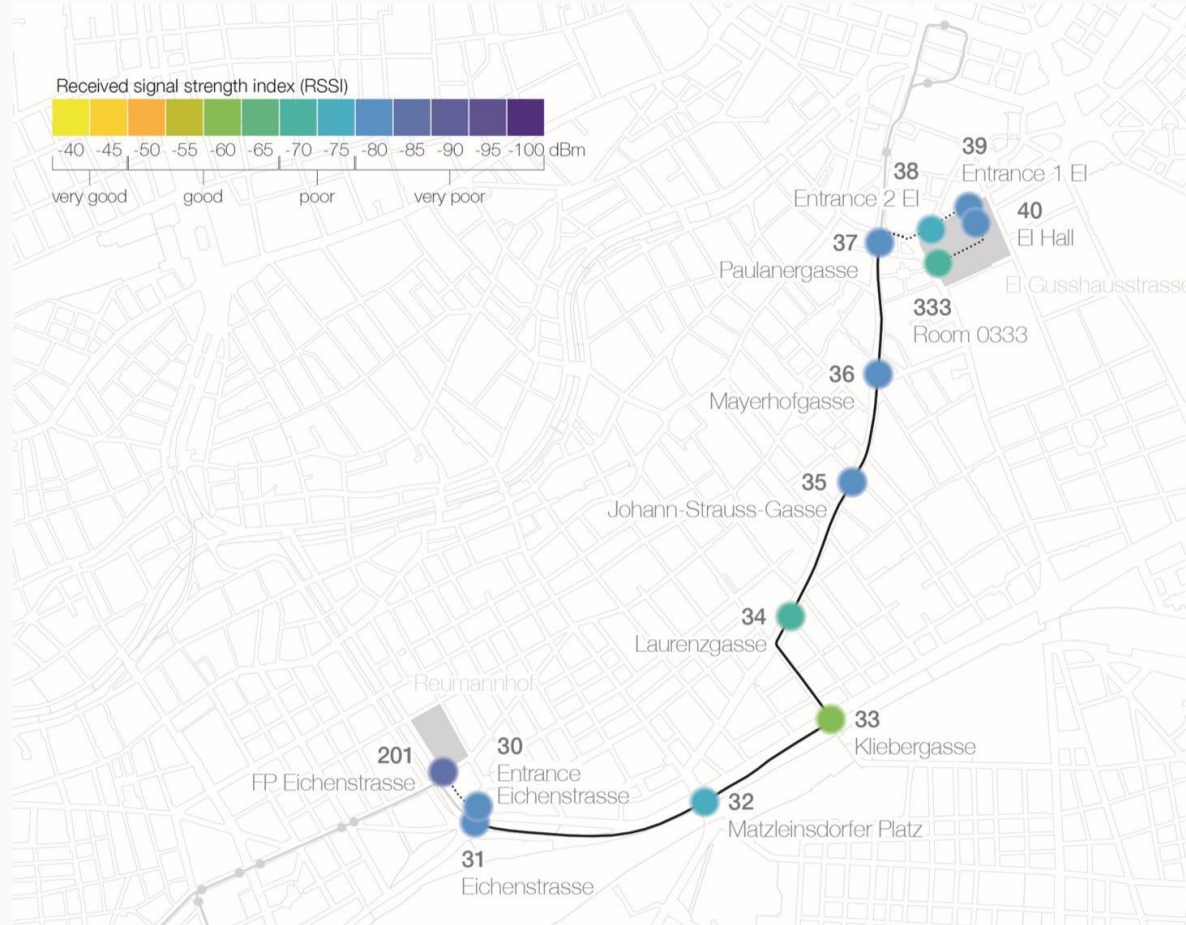 Received signal strength index (RSSI)
-40 -45 -50 -55 -60 -65 -70 -75 -80 -85 -90 -95 -100 dBm
very good good poor very poor
39
Entrance 1 EI
38
Entrance 2 EI
40
EI Hall
37
Paulanergasse
EI Gusshausstrasse
333
Room 0333
36
Mayerhofgasse
35
Johann-Strauss-Gasse
34
Laurenzgasse
Reumannhof
33
Kliebergasse
201
FP Eichenstrasse
30
Entrance
Eichenstrasse
32
Matzleinsdorfer Platz
31
Eichenstrasse